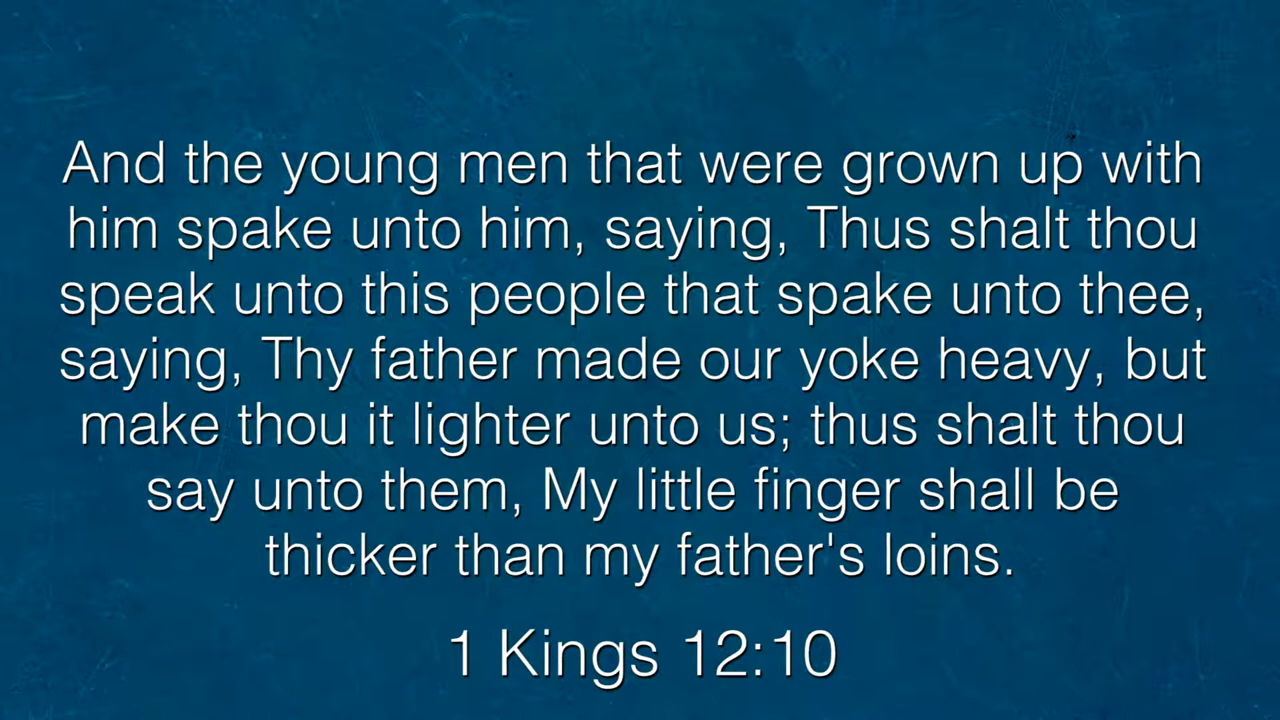 And the young men that were grown up with
him spake unto him, saying, Thus shalt thou
speak unto this people that spake unto thee,
saying, Thy father made our yoke heavy, but
make thou it lighter unto us; thus shalt thou
say unto them, My little finger shall be
thicker than my father's loins.
1 Kings 12:10